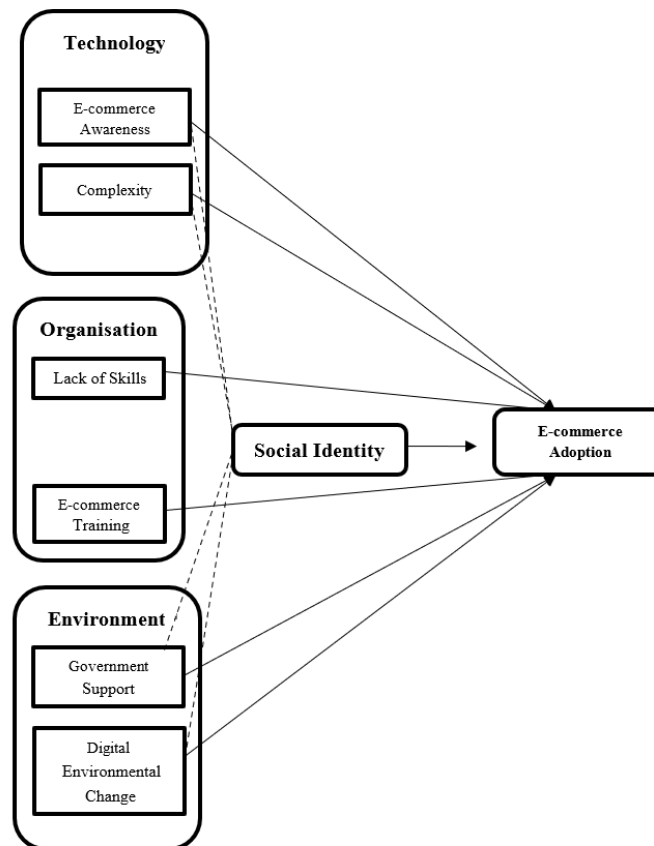 Technology
E-commerce
Awareness
Complexity
Organisation
Lack of Skills
E-commerce
Training
Social Identity
E-commerce
Adoption
Environment
Government
Support
Digital
Environmental
Change